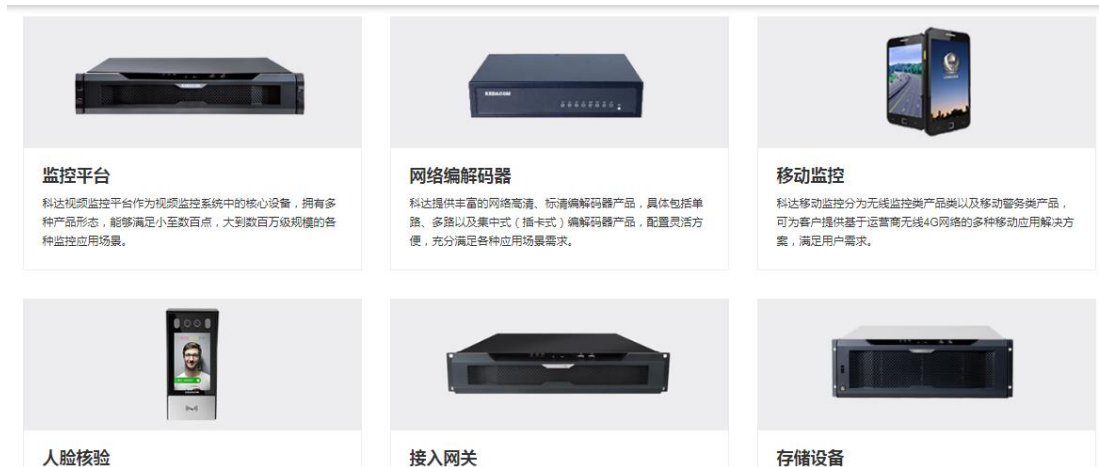 KEDACOM
监控平台
科达视频监控平台作为视频监控系统中的核心设备，拥有多
种产品形态，能够满足小至数百点，大到数百万级规模的各
种监控应用场景。
网络编解码器
科达提供丰富的网络高清、标清编解码器产品，具体包括单
路、多路以及集中式（插卡式）编解码器产品，配置灵活方
便，充分满足各种应用场景需求。
移动监控
科达移动监控分为无线监控类产品类以及移动警务类产品，
可为客户提供基于运营商无线4G网络的多种移动应用解决方
案，满足用户需求。
人脸核验
接入网关
存储设备